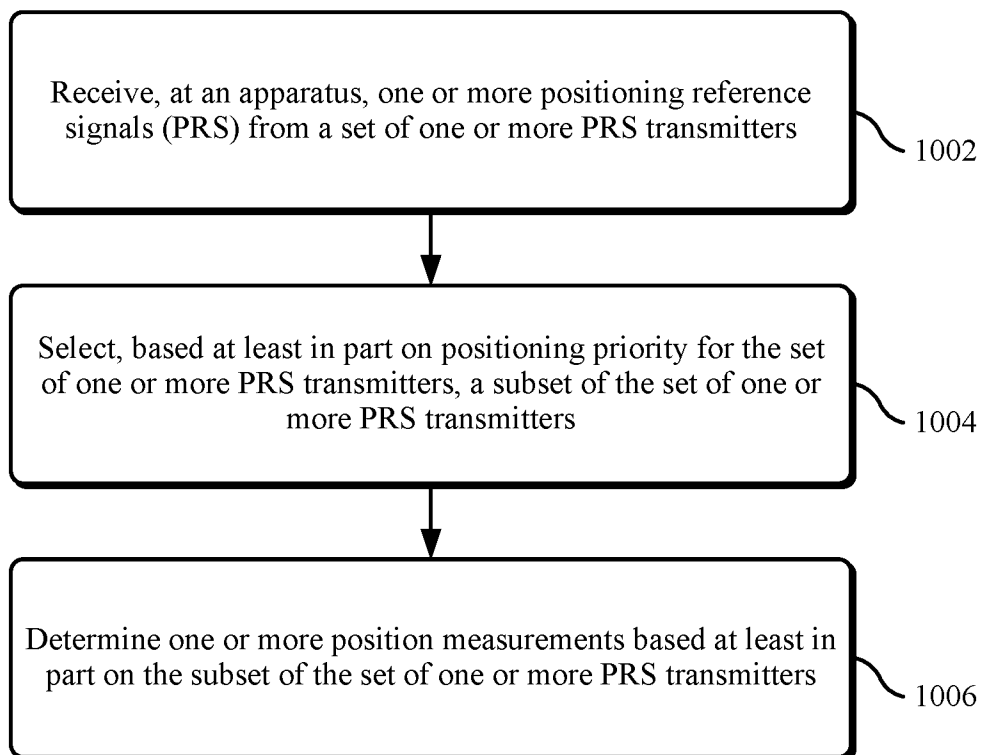 Receive, at an apparatus, one or more positioning reference
signals (PRS) from a set of one or more PRS transmitters
1002
Select, based at least in part on positioning priority for the set
of one or more PRS transmitters, a subset of the set of one or
more PRS transmitters
1004
Determine one or more position measurements based at least in
part on the subset of the set of one or more PRS transmitters
1006